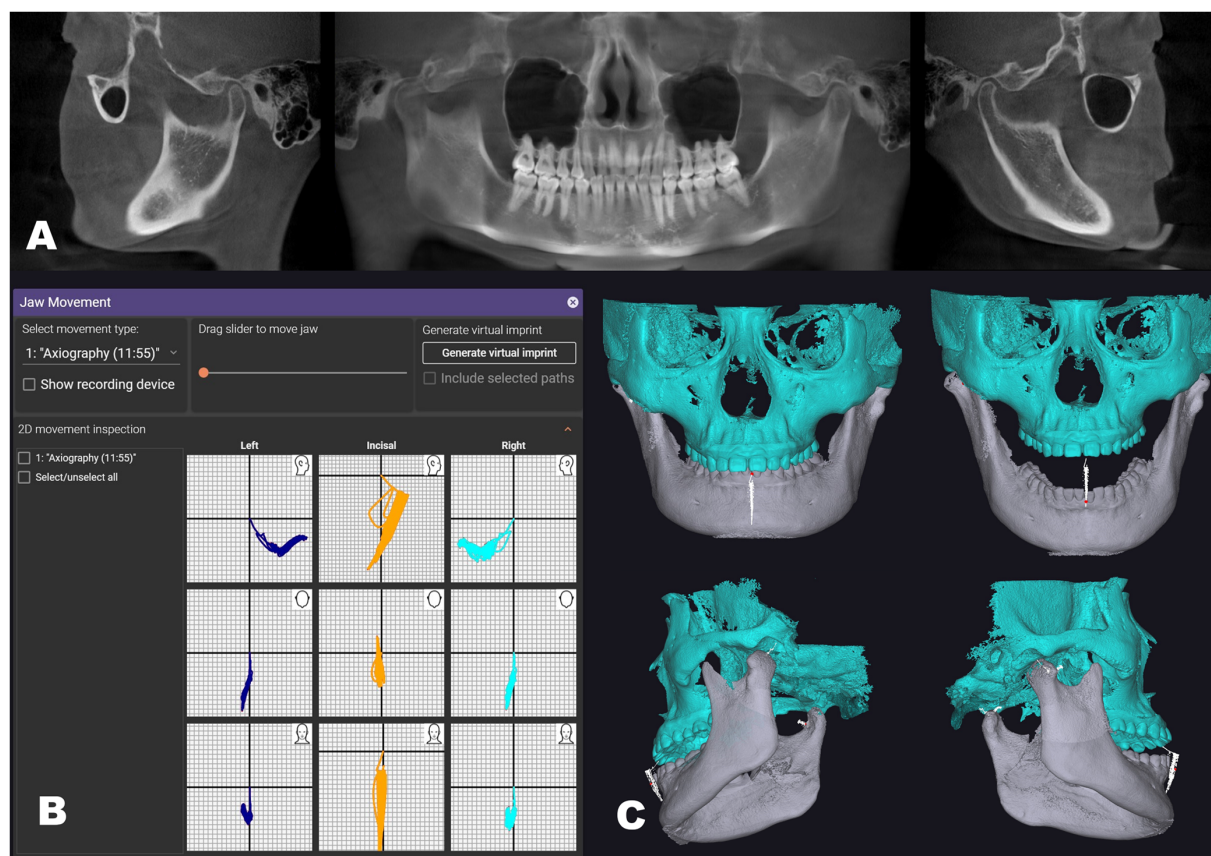 A
Jaw Movement
Select movement type:
1: "Axiography (11:55)"
Show recording device
Drag slider to move jaw
Generate virtual imprint
Generate virtual imprint
Include selected paths
2D movement inspection
1: "Axiography (11:55)"
Select/unselect all
Left
Incisal
Right
B
C